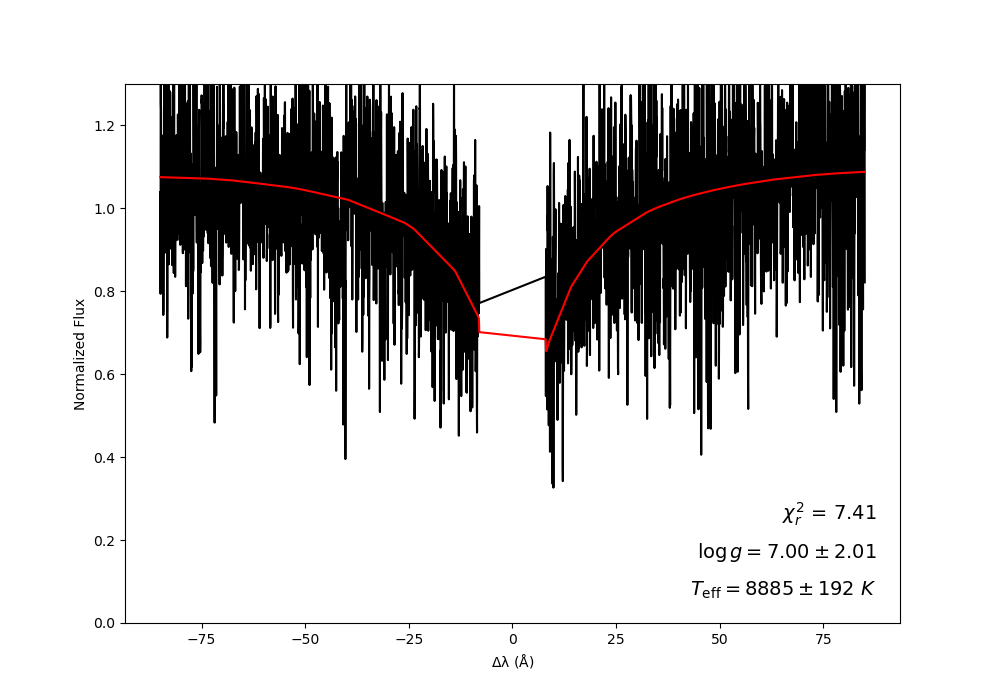 Normalized Flux
1.2
1.0
0.8
0.6
0.4
0.2
0.0
χ²ᵣ = 7.41
log g = 7.00 ± 2.01
T_eff = 8885 ± 192 K
−75
−50
−25
0
25
50
75
Δλ (Å)